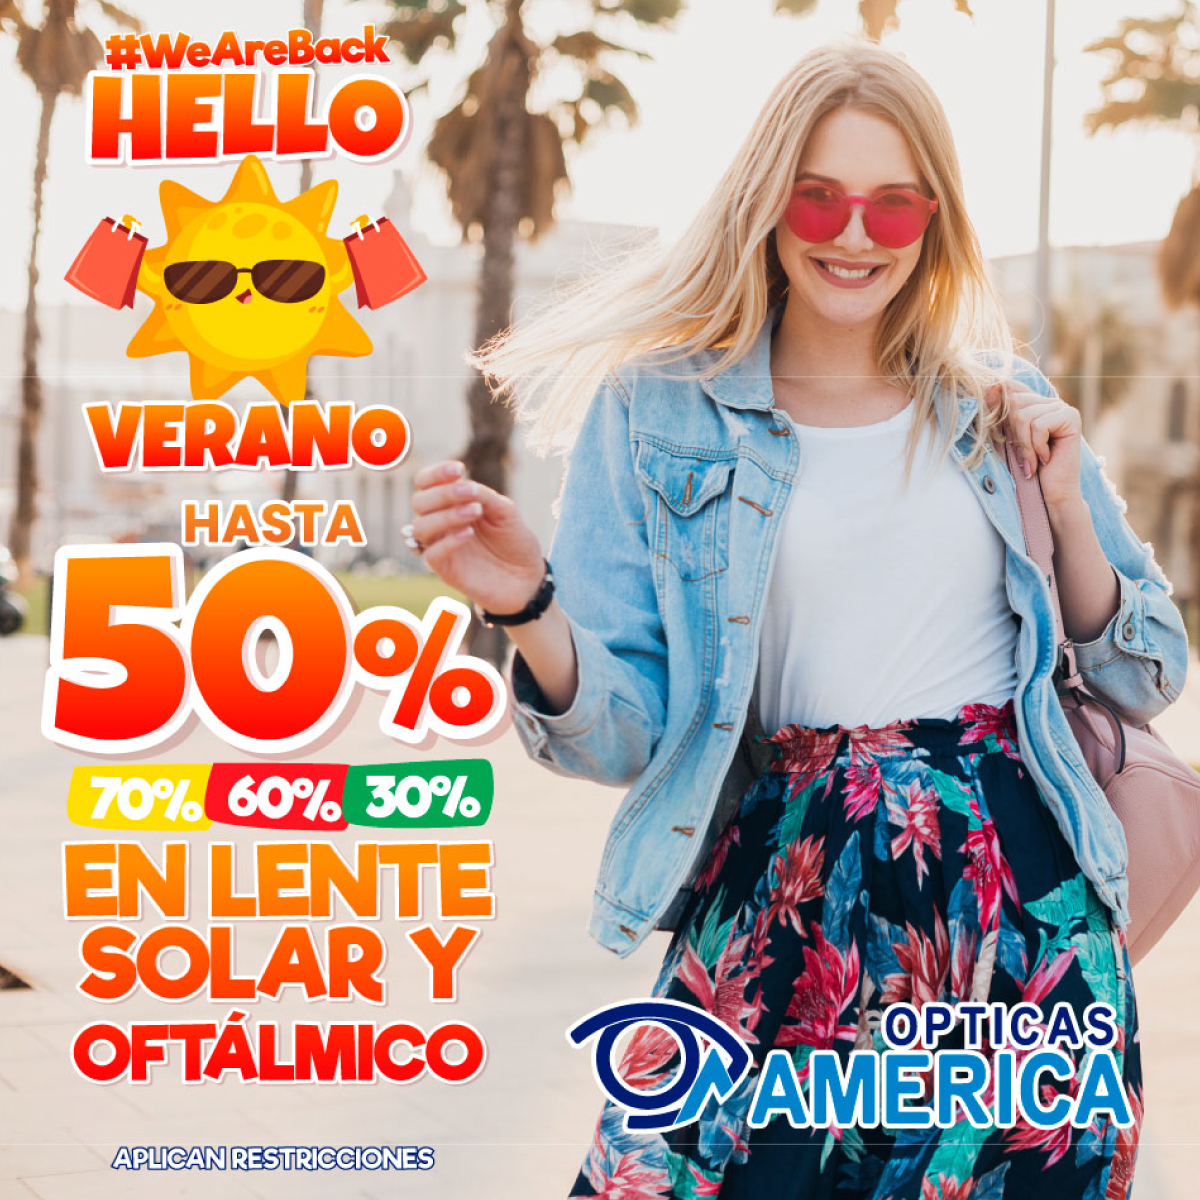 #WeAreBack
HELLO
VERANO
HASTA
50%
70% 60% 30%
EN LENTE
SOLAR Y
OFTÁLMICO
OPTICAS
AMERICA
APLICAN RESTRICCIONES